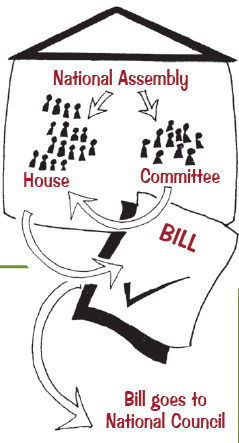 National Assembly
House
Committee
BILL
Bill goes to
National Council